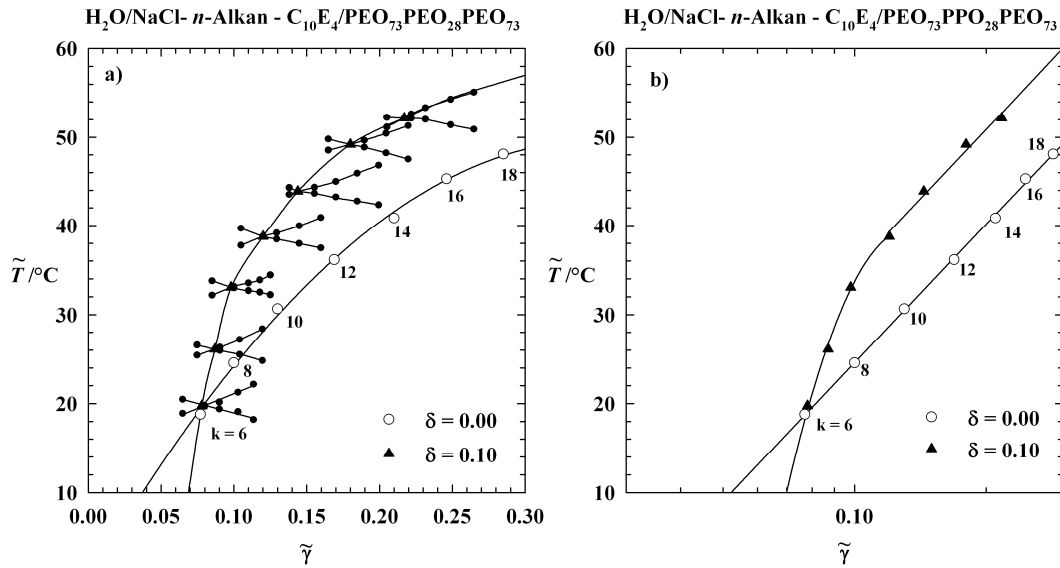 H₂O/NaCl- n-Alkan - C₁₀E₄/PEO₇₃PEO₂₈PEO₇₃
a)
60
50
40
30
20
10
T̃ /°C
18
16
14
12
10
8
k = 6
δ = 0.00
δ = 0.10
0.00 0.05 0.10 0.15 0.20 0.25 0.30
γ̃
H₂O/NaCl- n-Alkan - C₁₀E₄/PEO₇₃PPO₂₈PEO₇₃
b)
60
50
40
30
20
10
T̃ /°C
18
16
14
12
10
8
k = 6
δ = 0.00
δ = 0.10
0.10
γ̃